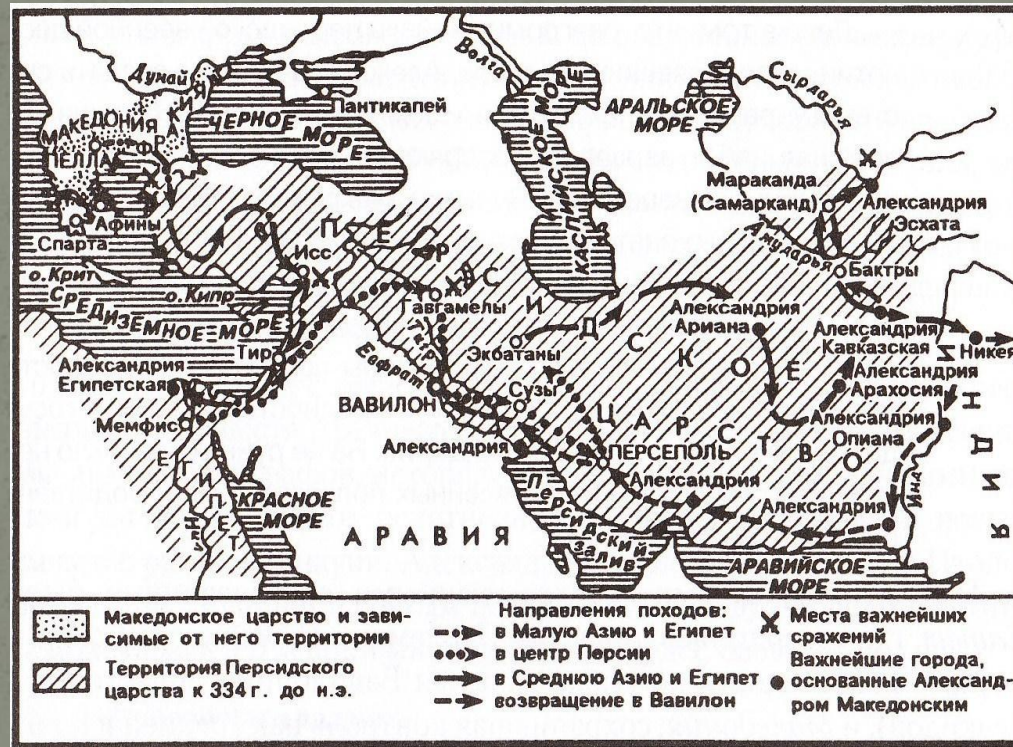 Волга
Дунай
Сырдарья
Пантикапей
АРАЛЬСКОЕ
МОРЕ
МАКЕДОНИЯ
ФРАКИЯ
ЧЕРНОЕ МОРЕ
КАСПИЙСКОЕ МОРЕ
ПЕЛЛА
Мараканда
(Самарканд)
Александрия
Эсхата
Афины
Спарта
Амударья
Исс
Бактры
о.Крит
о.Кипр
СРЕДИЗЕМНОЕ МОРЕ
Гавгамелы
ПЕРСИДСКОЕ
ЦАРСТВО
Александрия
Ариана
Александрия
Кавказская
Никея
Экбатаны
Тир
Тигр
Евфрат
Александрия
Египетская
Александрия
Арахосия
Сузы
ВАВИЛОН
Мемфис
Александрия
Опиана
ИНДИЯ
Александрия
ПЕРСЕПОЛЬ
ЕГИПЕТ
Александрия
Александрия
Инд
КРАСНОЕ
МОРЕ
Нил
Персидский
залив
АРАВИЯ
АРАВИЙСКОЕ
МОРЕ
Македонское царство и зави-
симые от него территории
Территория Персидского
царства к 334 г. до н.э.
Направления походов:
в Малую Азию и Египет
в центр Персии
в Среднюю Азию и Египет
возвращение в Вавилон
Места важнейших
сражений
Важнейшие города,
основанные Александ-
ром Македонским